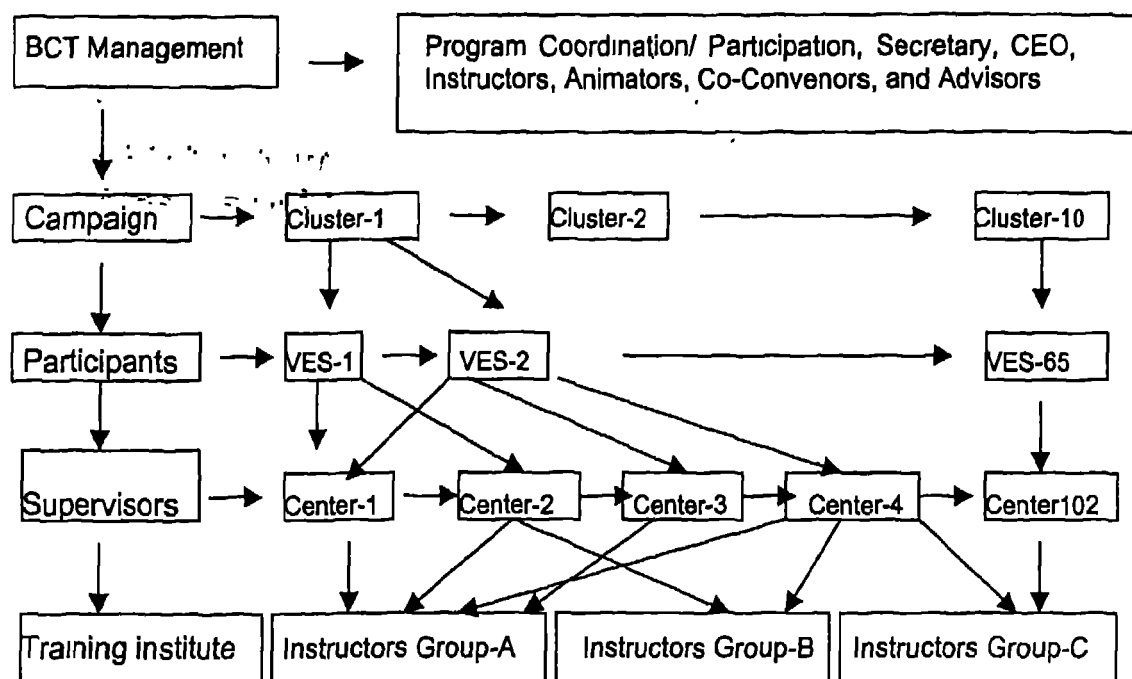 BCT Management
Program Coordination/ Participation, Secretary, CEO,
Instructors, Animators, Co-Convenors, and Advisors
Campaign
Cluster-1
Cluster-2
Cluster-10
Participants
VES-1
VES-2
VES-65
Supervisors
Center-1
Center-2
Center-3
Center-4
Center102
Training institute
Instructors Group-A
Instructors Group-B
Instructors Group-C